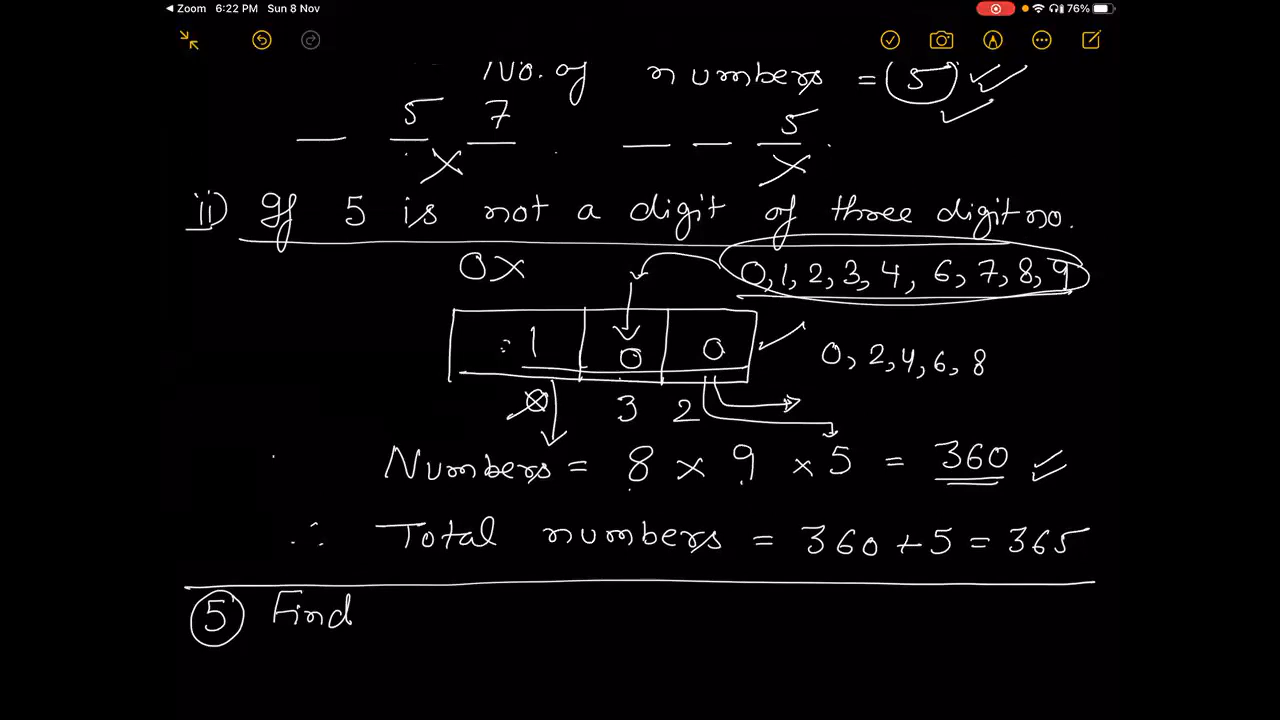 Zoom 6:22 PM Sun 8 Nov 76%
No. of numbers = 5
5 7 5
ii) If 5 is not a digit of three digit no.
0x 0, 1, 2, 3, 4, 6, 7, 8, 9
1 0 0 0, 2, 4, 6, 8
0 3 2
Numbers = 8 x 9 x 5 = 360
∴ Total numbers = 360 + 5 = 365
5 Find